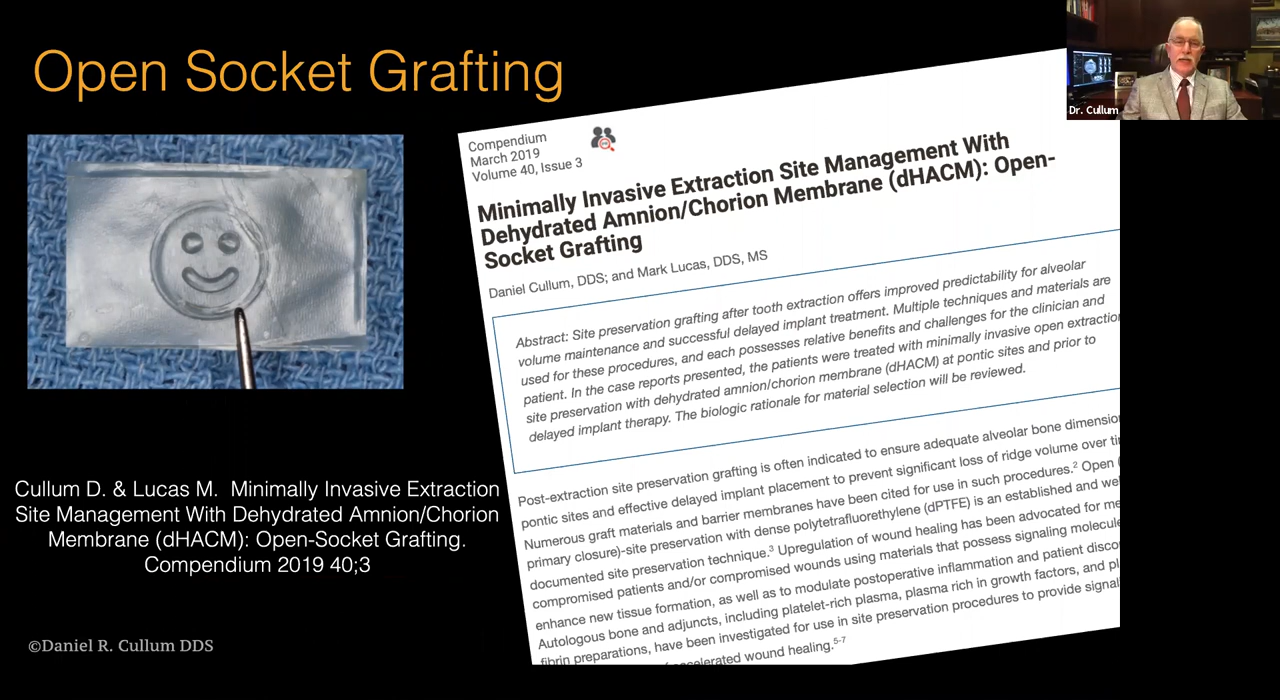 Open Socket Grafting
Dr. Cullum
Compendium
March 2019
Volume 40, Issue 3
Minimally Invasive Extraction Site Management With
Dehydrated Amnion/Chorion Membrane (dHACM): Open-
Socket Grafting
Daniel Cullum, DDS; and Mark Lucas, DDS, MS
Abstract: Site preservation grafting after tooth extraction offers improved predictability for alveolar
volume maintenance and successful delayed implant treatment. Multiple techniques and materials are
used for these procedures, and each possesses relative benefits and challenges for the clinician and
patient. In the case reports presented, the patients were treated with minimally invasive open extraction
site preservation with dehydrated amnion/chorion membrane (dHACM) at pontic sites and prior to
delayed implant therapy. The biologic rationale for material selection will be reviewed.
Post-extraction site preservation grafting is often indicated to ensure adequate alveolar bone dimension
pontic sites and effective delayed implant placement to prevent significant loss of ridge volume over
Numerous graft materials and barrier membranes have been cited for use in such procedures.2 Open
primary closure)-site preservation with dense polytetrafluoroethylene (dPTFE) is an established and
documented site preservation technique.3 Upregulation of wound healing has been advocated for
compromised patients and/or compromised wounds using materials that possess signaling
enhance new tissue formation, as well as to modulate postoperative inflammation and patient
Autologous bone and adjuncts, including platelet-rich plasma, plasma rich in growth factors, and
fibrin preparations, have been investigated for use in site preservation procedures to provide
accelerated wound healing.5-7
Cullum D. & Lucas M. Minimally Invasive Extraction
Site Management With Dehydrated Amnion/Chorion
Membrane (dHACM): Open-Socket Grafting.
Compendium 2019 40;3
©Daniel R. Cullum DDS